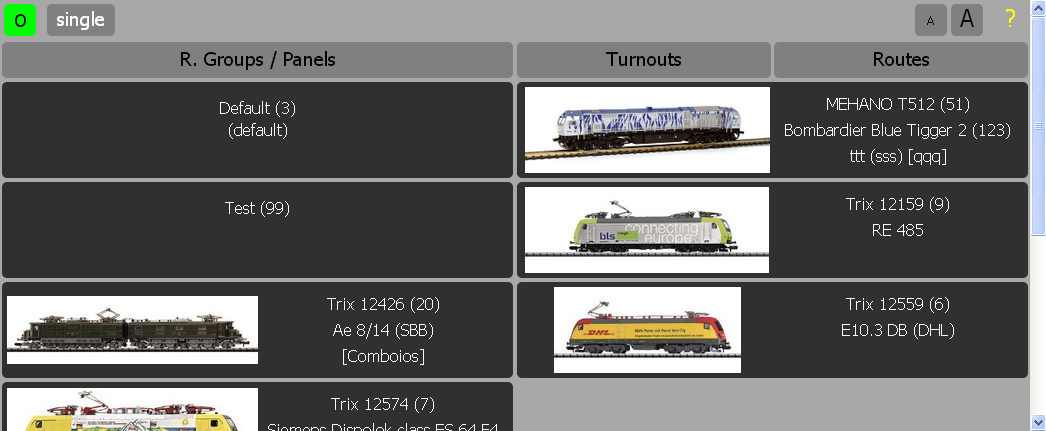 O single A A ?
R. Groups / Panels Turnouts Routes
Default (3)
(default)
MEHANO T512 (51)
Bombardier Blue Tigger 2 (123)
ttt (sss) [qqq]
Test (99)
bls cargo connecting europe
Trix 12159 (9)
RE 485
Trix 12426 (20)
Ae 8/14 (SBB)
[Comboios]
DHL
Trix 12559 (6)
E10.3 DB (DHL)
Trix 12574 (7)
Siemens Dispolok class ES 64 F4